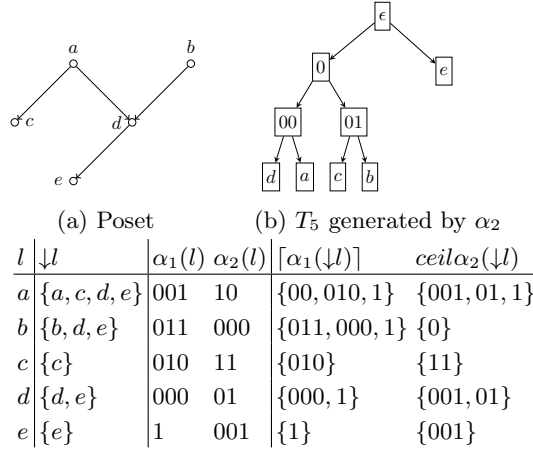 a
b
c
d
e
(a) Poset
ϵ
0
e
00
01
d
a
c
b
(b) T₅ generated by α₂
l ↓l α₁(l) α₂(l) ⌈α₁(↓l)⌉ ceilα₂(↓l)
a {a, c, d, e} 001 10 {00, 010, 1} {001, 01, 1}
b {b, d, e} 011 000 {011, 000, 1} {0}
c {c} 010 11 {010} {11}
d {d, e} 000 01 {000, 1} {001, 01}
e {e} 1 001 {1} {001}